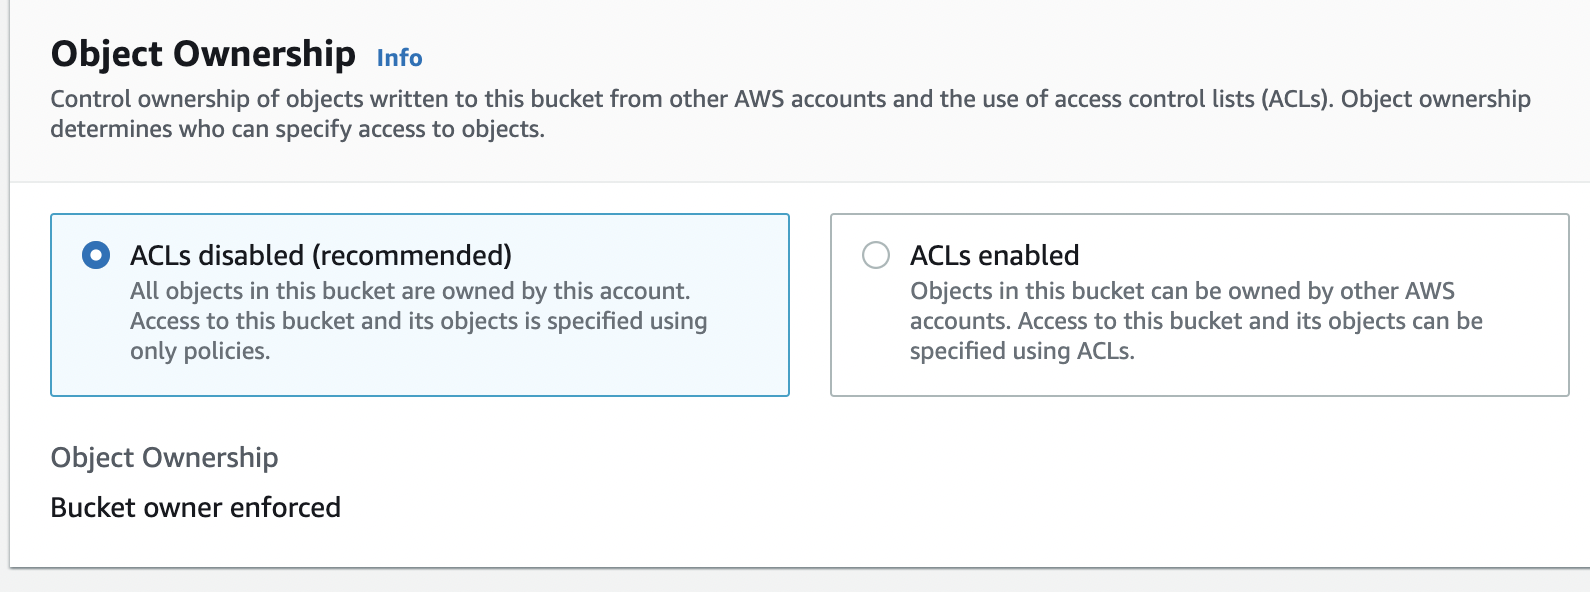 Object Ownership Info
Control ownership of objects written to this bucket from other AWS accounts and the use of access control lists (ACLs). Object ownership
determines who can specify access to objects.
ACLs disabled (recommended)
All objects in this bucket are owned by this account.
Access to this bucket and its objects is specified using
only policies.
ACLs enabled
Objects in this bucket can be owned by other AWS
accounts. Access to this bucket and its objects can be
specified using ACLs.
Object Ownership
Bucket owner enforced